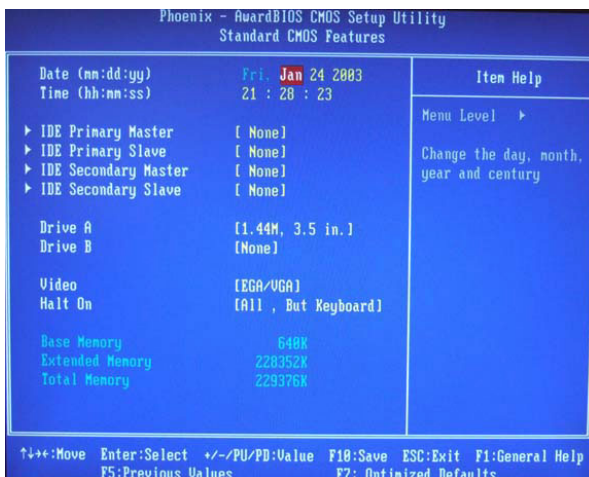 Phoenix - AwardBIOS CMOS Setup Utility
Standard CMOS Features
Date (mm:dd:yy) Fri, Jan 24 2003
Time (hh:mm:ss) 21 : 28 : 23
IDE Primary Master [ None]
IDE Primary Slave [ None]
IDE Secondary Master [ None]
IDE Secondary Slave [ None]
Drive A [1.44M, 3.5 in.]
Drive B [None]
Video [EGA/VGA]
Halt On [All , But Keyboard]
Base Memory 640K
Extended Memory 228352K
Total Memory 229376K
Item Help
Menu Level
Change the day, month,
year and century
↑↓→←:Move Enter:Select +/-/PU/PD:Value F10:Save ESC:Exit F1:General Help
F5:Previous Values F7: Optimized Defaults